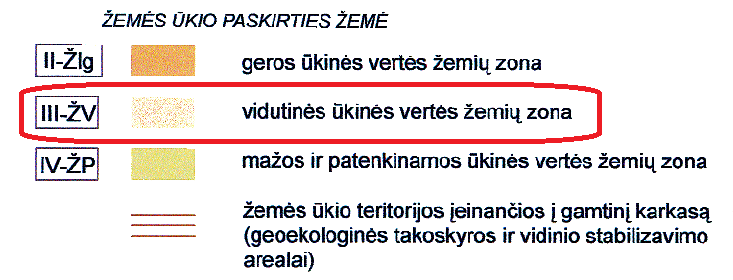 ŽEMĖS ŪKIO PASKIRTIES ŽEMĖ
II-Žlg geros ūkinės vertės žemių zona
III-ŽV vidutinės ūkinės vertės žemių zona
IV-ŽP mažos ir patenkinamos ūkinės vertės žemių zona
žemės ūkio teritorijos įeinančios į gamtinį karkasą
(geoekologinės takoskyros ir vidinio stabilizavimo
arealai)